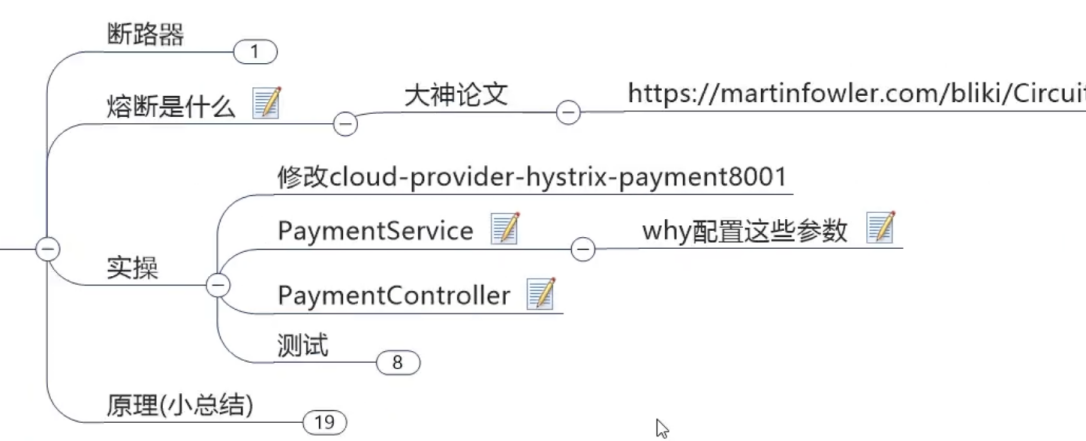 断路器
1
熔断是什么
大神论文
https://martinfowler.com/bliki/Circuit
修改cloud-provider-hystrix-payment8001
PaymentService
why配置这些参数
实操
PaymentController
测试
8
原理(小总结)
19